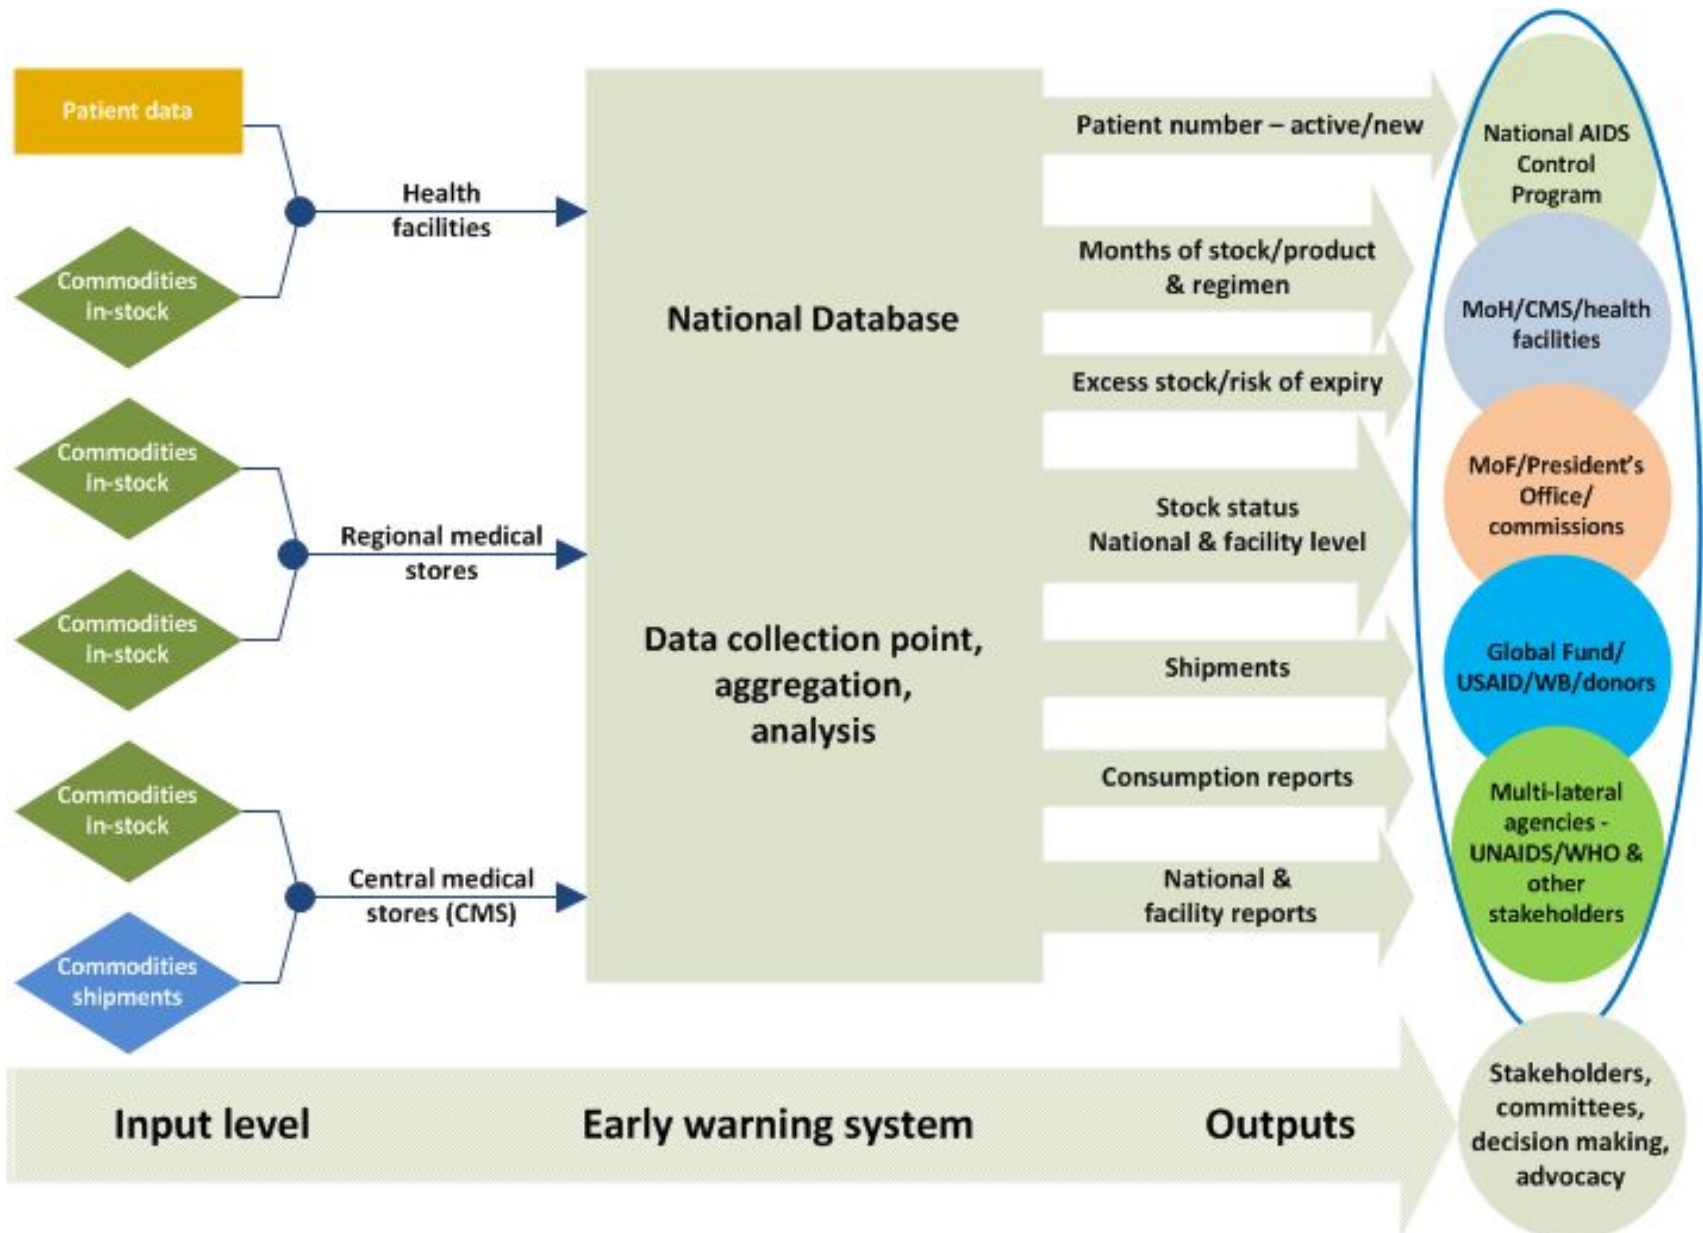 Patient data
Commodities
in-stock
Commodities
in-stock
Commodities
in-stock
Commodities
in-stock
Commodities
shipments
Health
facilities
Regional medical
stores
Central medical
stores (CMS)
National Database
Data collection point,
aggregation,
analysis
Patient number – active/new
Months of stock/product
& regimen
Excess stock/risk of expiry
Stock status
National & facility level
Shipments
Consumption reports
National &
facility reports
National AIDS
Control
Program
MoH/CMS/health
facilities
MoF/President’s
Office/
commissions
Global Fund/
USAID/WB/donors
Multi-lateral
agencies -
UNAIDS/WHO &
other
stakeholders
Input level
Early warning system
Outputs
Stakeholders,
committees,
decision making,
advocacy